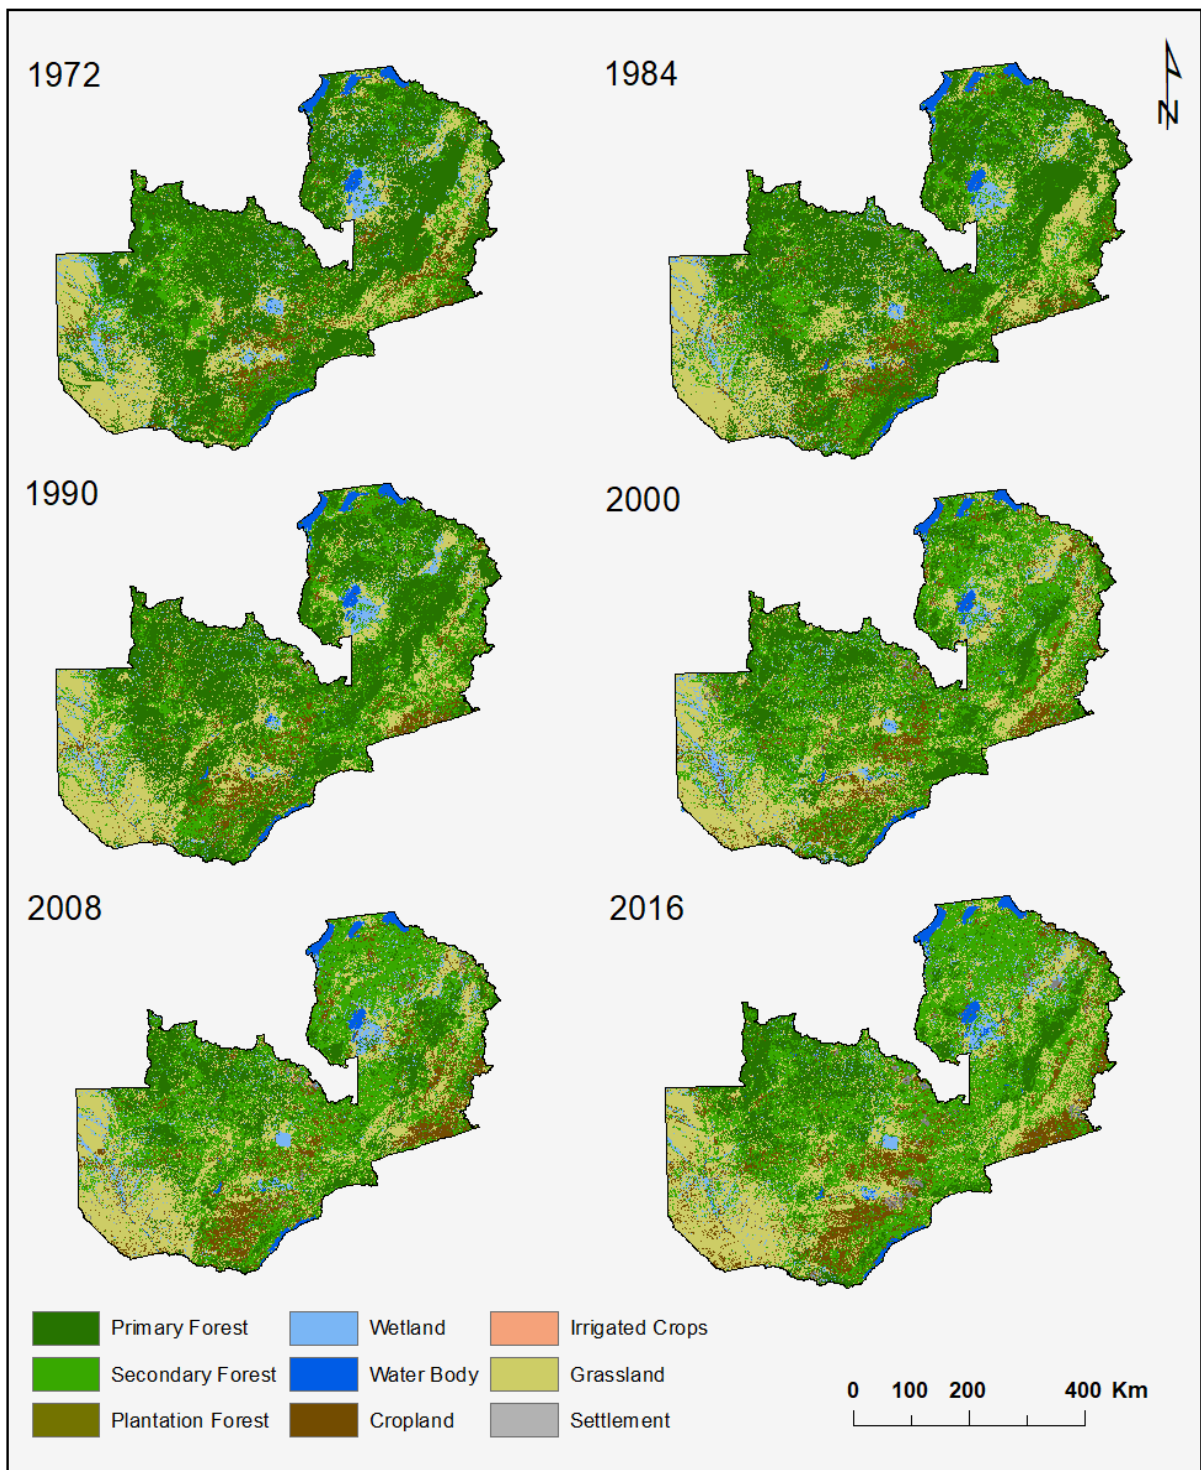 1972
1984
N
1990
2000
2008
2016
Primary Forest
Wetland
Irrigated Crops
Secondary Forest
Water Body
Grassland
Plantation Forest
Cropland
Settlement
0 100 200 400 Km